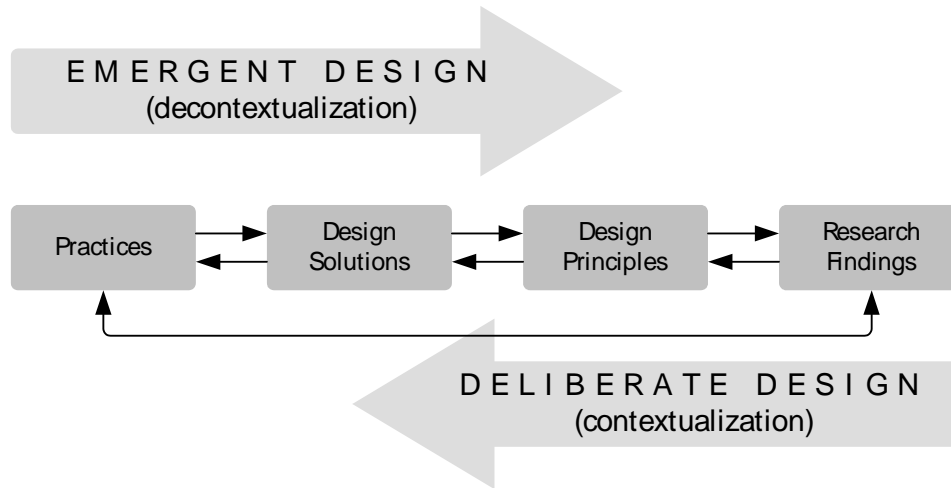 EMERGENT DESIGN
(decontextualization)
Practices
Design
Solutions
Design
Principles
Research
Findings
DELIBERATE DESIGN
(contextualization)